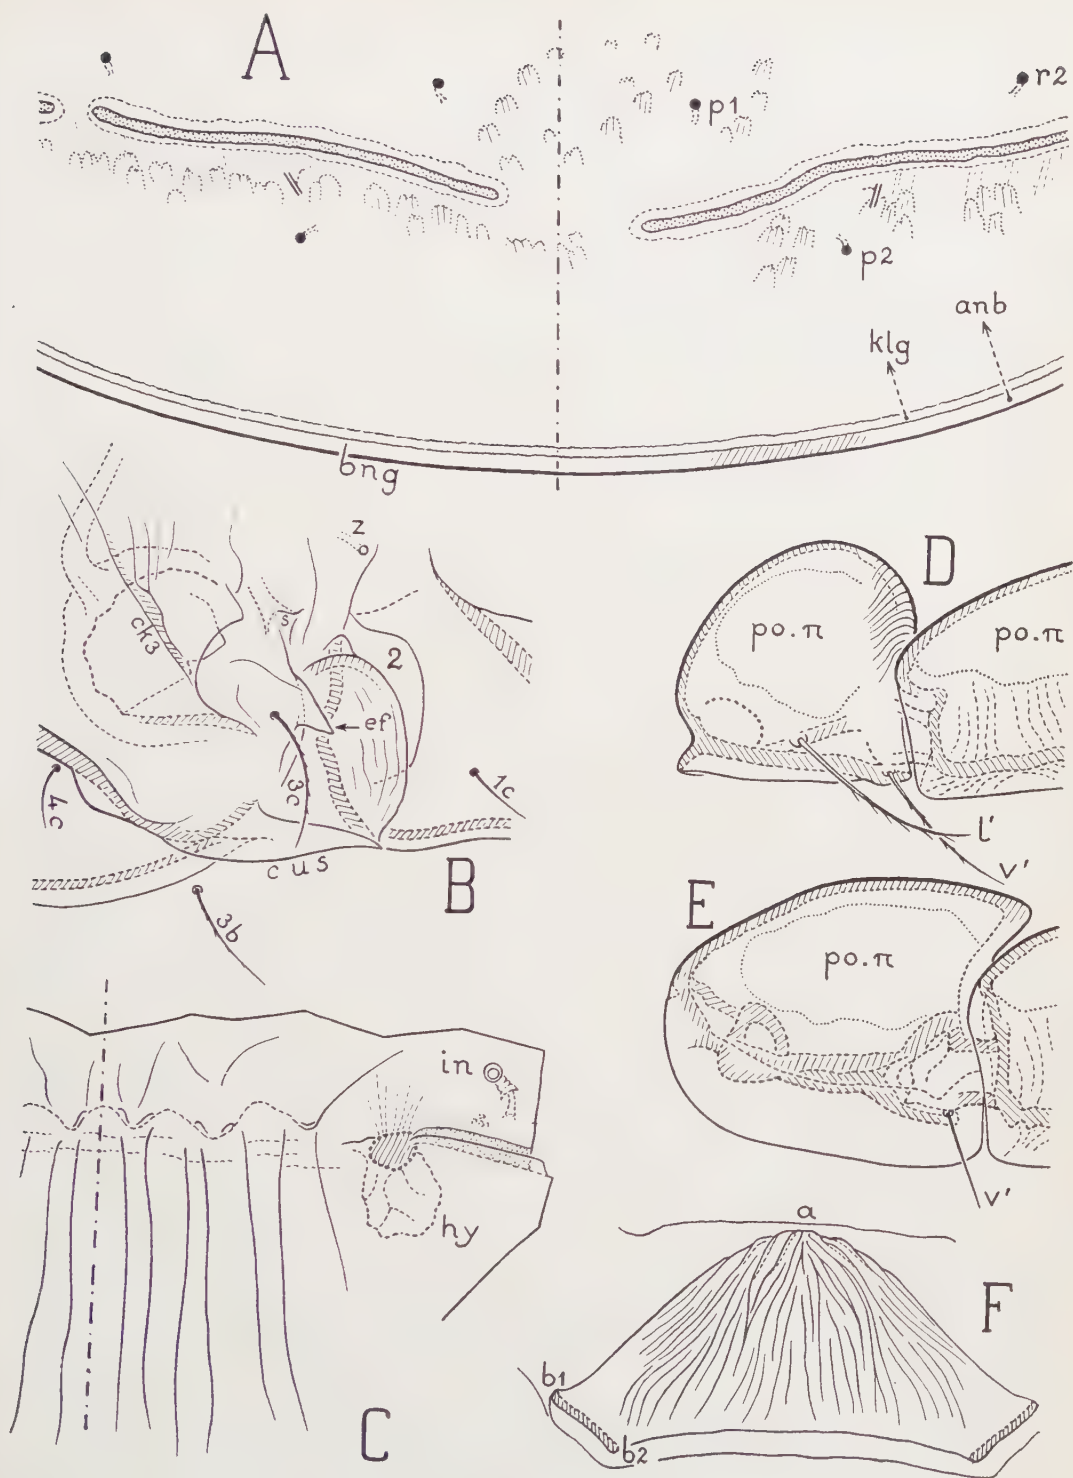 A
p1
r2
p2
anb
klg
bng
z
s
ck3
2
ef
3c
4c
1c
cus
B
3b
D
po.π
po.π
l'
v'
E
po.π
v'
in
hy
C
a
F
b1
b2